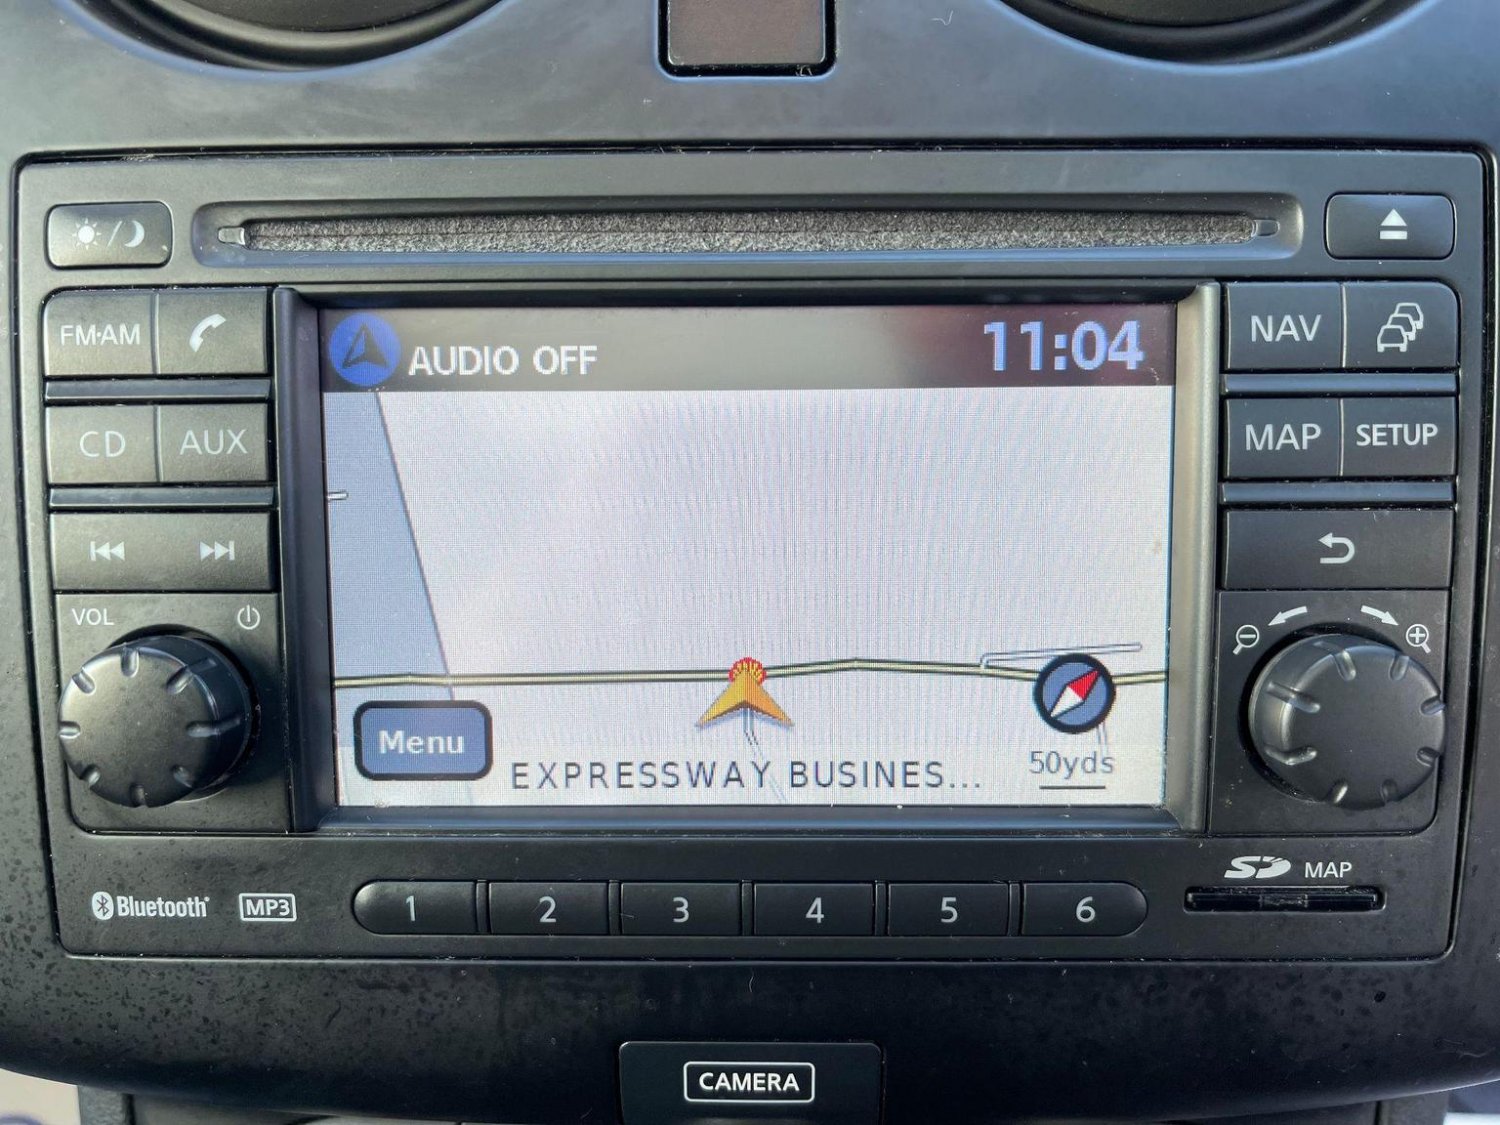 FM·AM
CD
AUX
VOL
AUDIO OFF
11:04
Menu
EXPRESSWAY BUSINES...
50yds
NAV
MAP
SETUP
Bluetooth
MP3
1
2
3
4
5
6
SD
MAP
CAMERA